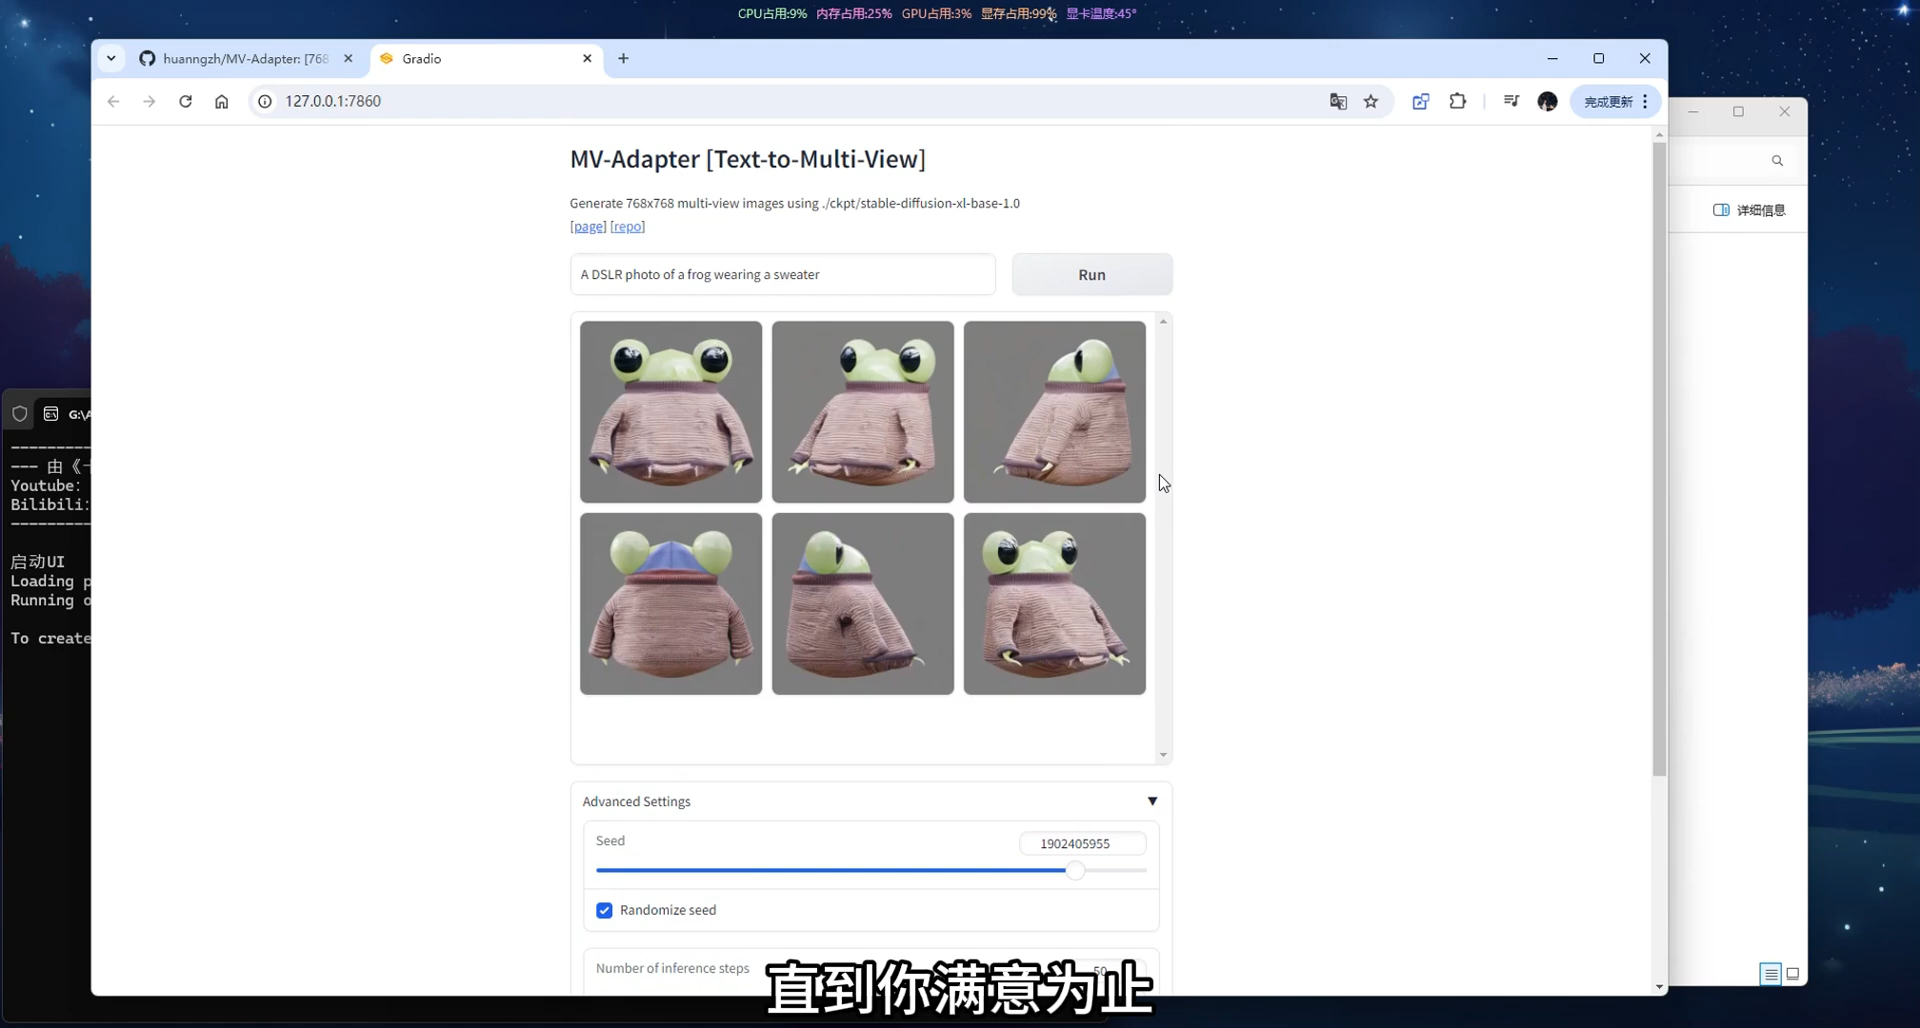 CPU占用:9% 内存占用:25% GPU占用:3% 显存占用:99% 显卡温度:45°
huanngzh/MV-Adapter: [768
Gradio
127.0.0.1:7860
完成更新
MV-Adapter [Text-to-Multi-View]
Generate 768x768 multi-view images using ./ckpt/stable-diffusion-xl-base-1.0
[page] [repo]
详细信息
A DSLR photo of a frog wearing a sweater
Run
G:\A
--- 由《
Youtube:
Bilibili:
启动UI
Loading p
Running o
To create
Advanced Settings
Seed
1902405955
Randomize seed
Number of inference steps
50
直到你满意为止